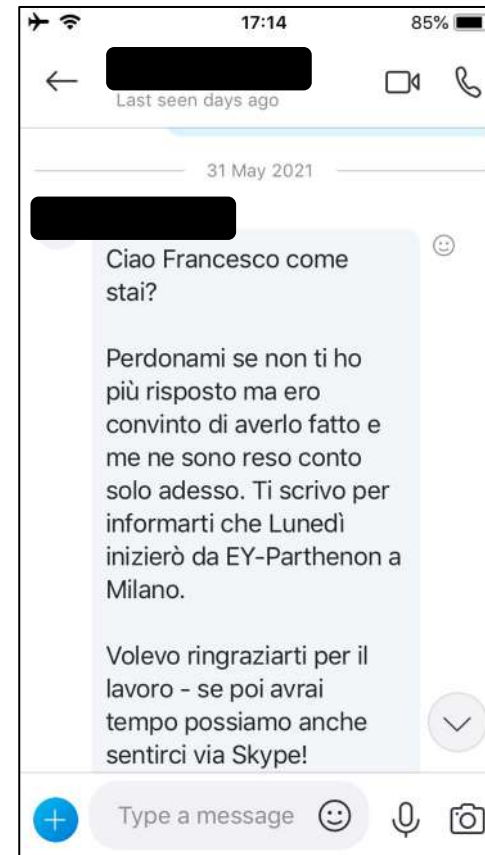 17:14
85%
Last seen days ago
31 May 2021
Ciao Francesco come
stai?
Perdonami se non ti ho
più risposto ma ero
convinto di averlo fatto e
me ne sono reso conto
solo adesso. Ti scrivo per
informarti che Lunedì
inizierò da EY-Parthenon a
Milano.
Volevo ringraziarti per il
lavoro - se poi avrai
tempo possiamo anche
sentirci via Skype!
Type a message